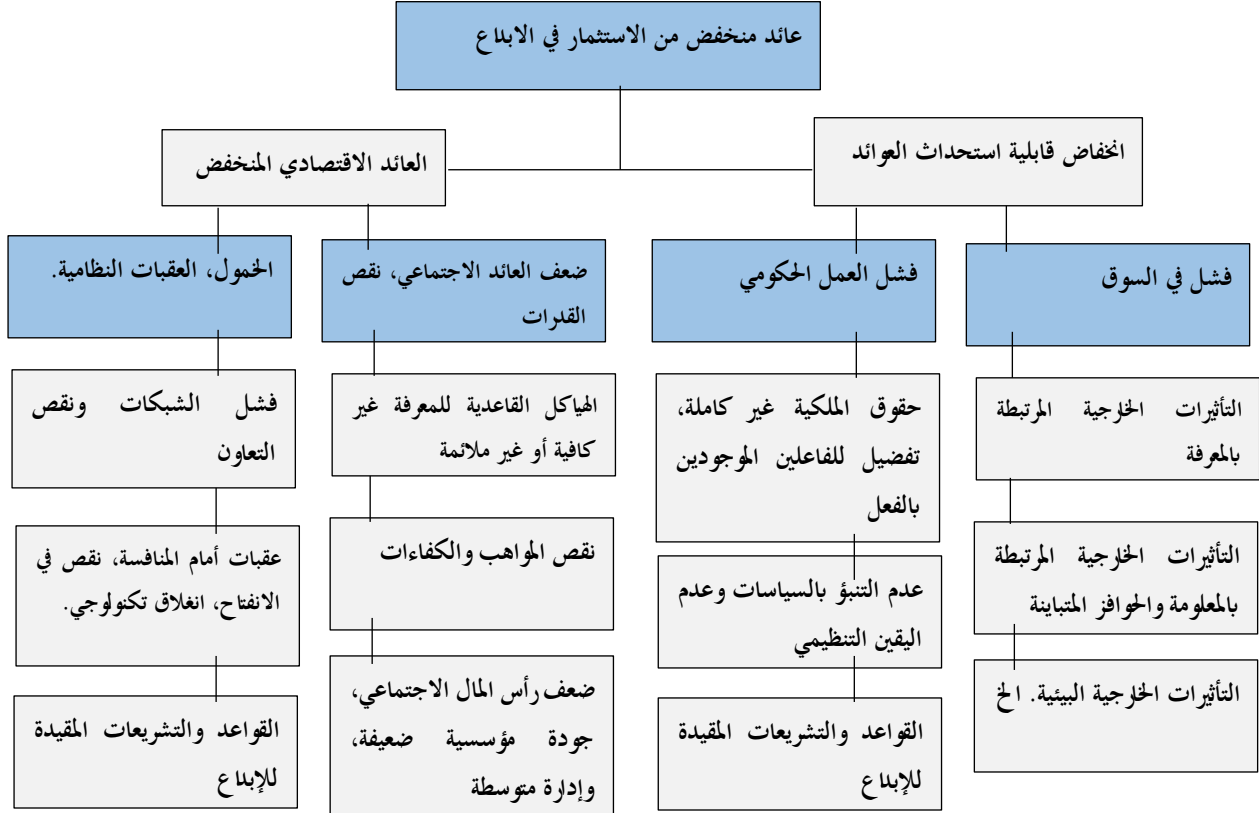 عائد منخفض من الاستثمار في الابداع
انخفاض قابلية استحداث العوائد
العائد الاقتصادي المنخفض
فشل في السوق
فشل العمل الحكومي
ضعف العائد الاجتماعي، نقص
القدرات
الخمول، العقبات النظامية.
التأثيرات الخارجية المرتبطة
بالمعرفة
حقوق الملكية غير كاملة،
تفضيل للفاعلين الموجودين
بالفعل
الهياكل القاعدية للمعرفة غير
كافية أو غير ملائمة
فشل الشبكات ونقص
التعاون
التأثيرات الخارجية المرتبطة
بالمعلومة والحوافز المتباينة
عدم التنبؤ بالسياسات وعدم
اليقين التنظيمي
نقص المواهب والكفاءات
عقبات أمام المنافسة، نقص في
الانفتاح، انغلاق تكنولوجي.
التأثيرات الخارجية البيئية. الخ
القواعد والتشريعات المقيدة
للإبداع
ضعف رأس المال الاجتماعي،
جودة مؤسسية ضعيفة،
وإدارة متوسطة
القواعد والتشريعات المقيدة
للإبداع